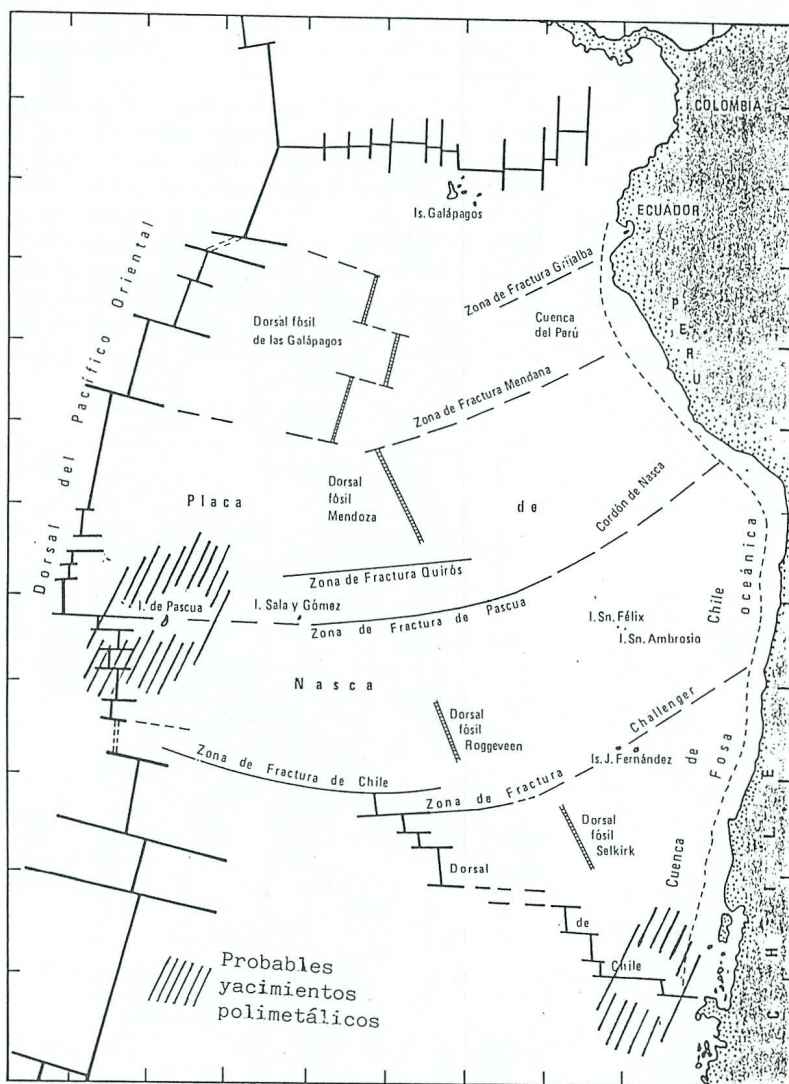 COLOMBIA
Is. Galápagos
ECUADOR
Dorsal del Pacífico Oriental
Zona de Fractura Grijalba
Dorsal fósil
de las Galápagos
Cuenca
del Perú
PERU
Zona de Fractura Mendana
Placa
Dorsal
fósil
Mendoza
de
Cordón de Nasca
Zona de Fractura Quirós
I. de Pascua
I. Sala y Gómez
Zona de Fractura de Pascua
I. Sn. Félix
I. Sn. Ambrosio
Chile
oceánica
Nasca
Dorsal
fósil
Roggeveen
Challenger
Zona de Fractura de Chile
Is. J. Fernández
de
Fosa
Zona de Fractura
Dorsal
fósil
Selkirk
Dorsal
Cuenca
de
Chile
CHILE
Probables
yacimientos
polimetálicos